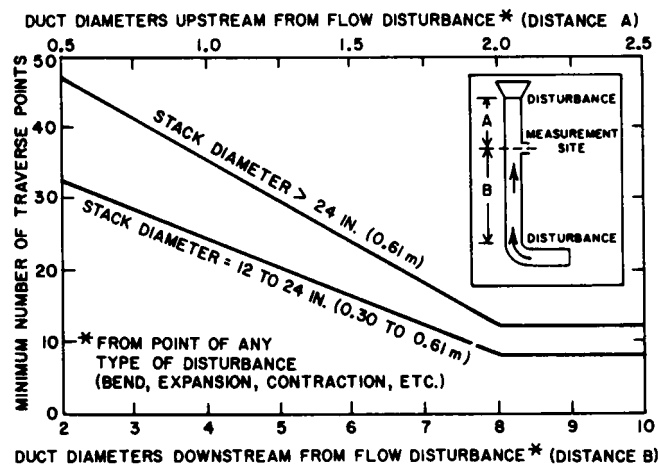 DUCT DIAMETERS UPSTREAM FROM FLOW DISTURBANCE* (DISTANCE A)
0.5 1.0 1.5 2.0 2.5
MINIMUM NUMBER OF TRAVERSE POINTS
50
40
30
20
10
0
STACK DIAMETER > 24 IN. (0.61 m)
STACK DIAMETER = 12 TO 24 IN. (0.30 TO 0.61 m)
A
B
DISTURBANCE
MEASUREMENT
SITE
DISTURBANCE
* FROM POINT OF ANY
TYPE OF DISTURBANCE
(BEND, EXPANSION, CONTRACTION, ETC.)
2 3 4 5 6 7 8 9 10
DUCT DIAMETERS DOWNSTREAM FROM FLOW DISTURBANCE* (DISTANCE B)